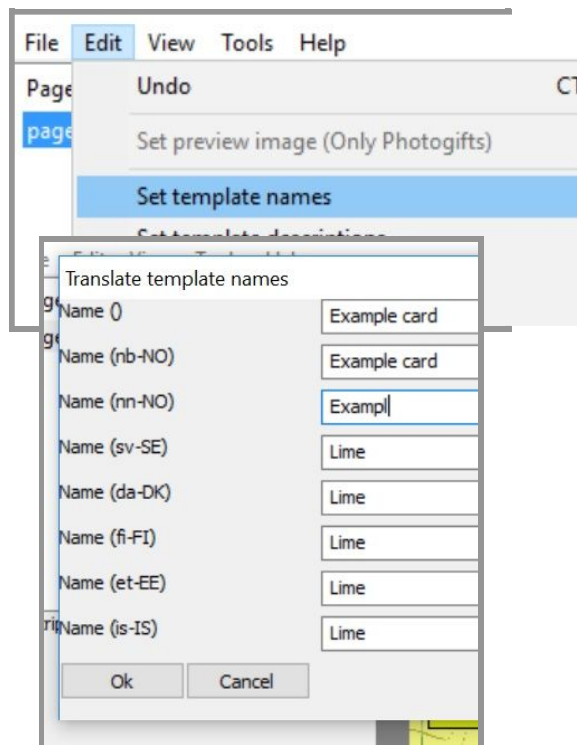 File Edit View Tools Help
Page
Undo
page
Set preview image (Only Photogifts)
Set template names
Translate template names
Name ()
Example card
Name (nb-NO)
Example card
Name (nn-NO)
Exampl
Name (sv-SE)
Lime
Name (da-DK)
Lime
Name (fi-FI)
Lime
Name (et-EE)
Lime
Name (is-IS)
Lime
Ok Cancel